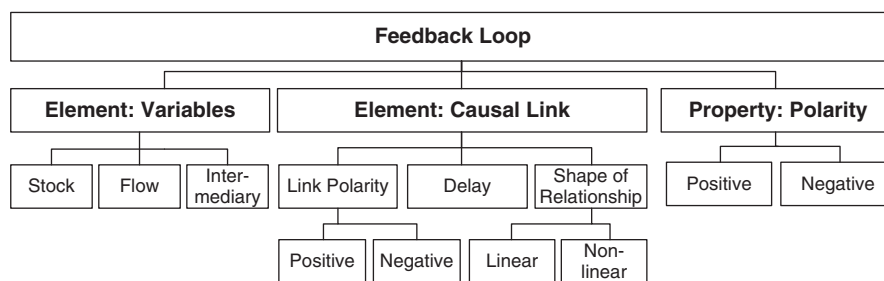 Feedback Loop
Element: Variables
Element: Causal Link
Property: Polarity
Stock
Flow
Inter-
mediary
Link Polarity
Delay
Shape of
Relationship
Positive
Negative
Positive
Negative
Linear
Non-
linear